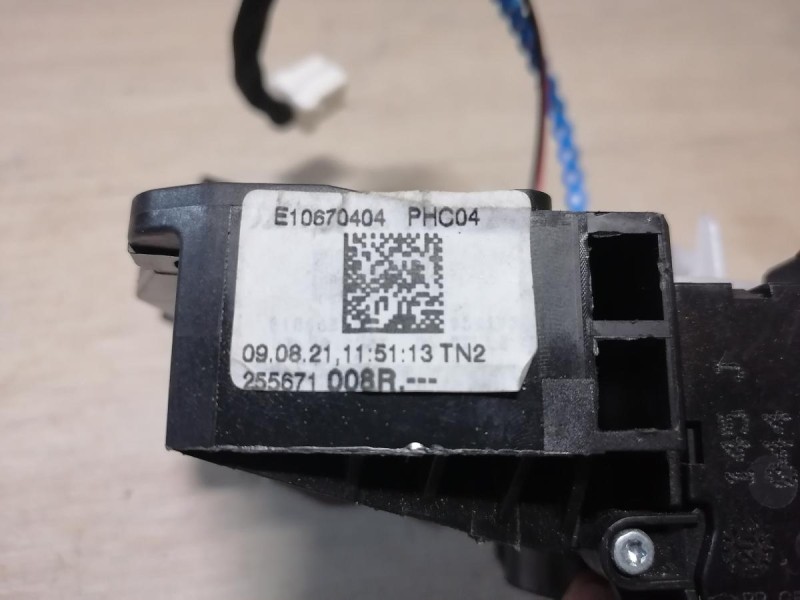 E10670404 PHC04
09.08.21,11:51:13 TN2
255671 008R.---